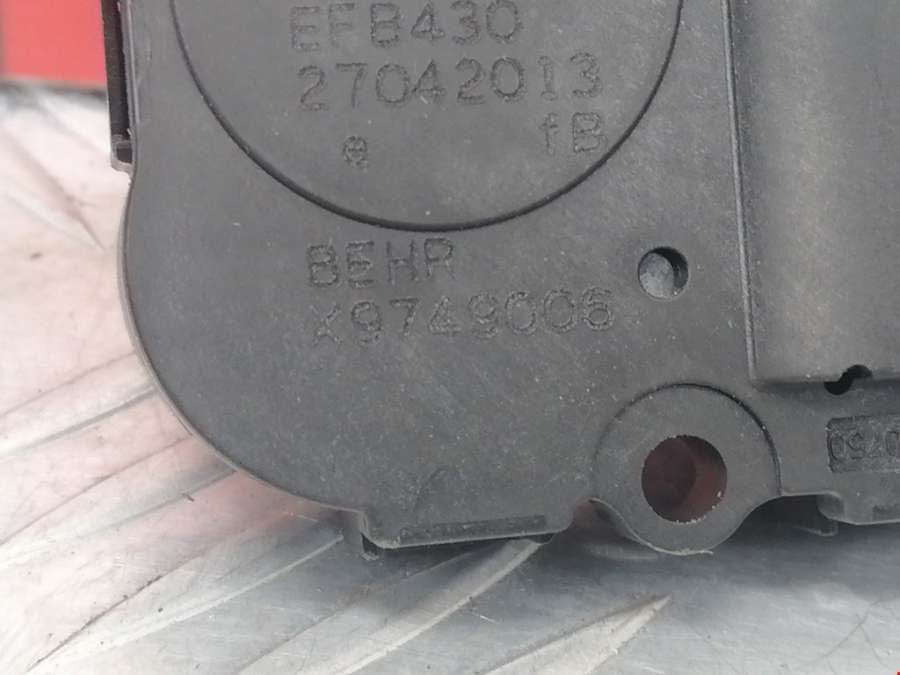 EFB430
27042013
fB
BEHR
X9749006